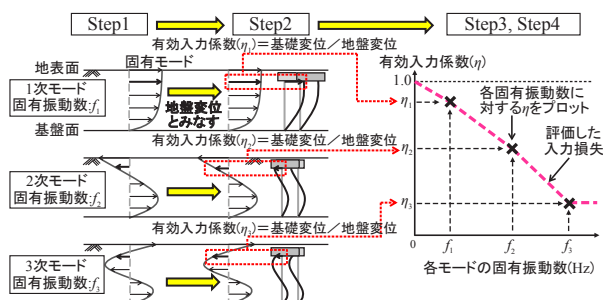 Step1
Step2
Step3, Step4
有効入力係数(η₁)＝基礎変位／地盤変位
地表面
固有モード
1次モード
固有振動数:f₁
地盤変位
とみなす
基盤面
有効入力係数(η₂)＝基礎変位／地盤変位
2次モード
固有振動数:f₂
有効入力係数(η₃)＝基礎変位／地盤変位
3次モード
固有振動数:f₃
有効入力係数(η)
1.0
η₁
η₂
η₃
各固有振動数に
対するηをプロット
評価した
入力損失
0
f₁
f₂
f₃
各モードの固有振動数(Hz)